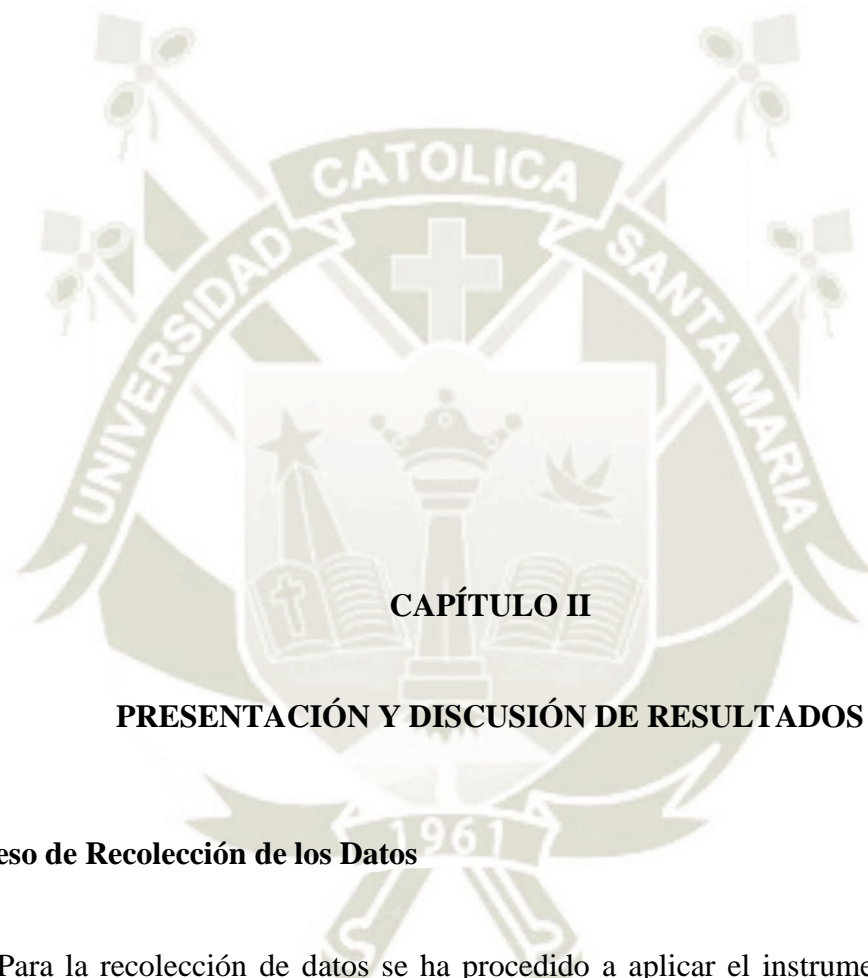 UNIVERSIDAD CATOLICA SANTA MARIA
CAPÍTULO II
PRESENTACIÓN Y DISCUSIÓN DE RESULTADOS
1961
eso de Recolección de los Datos
Para la recolección de datos se ha procedido a aplicar el